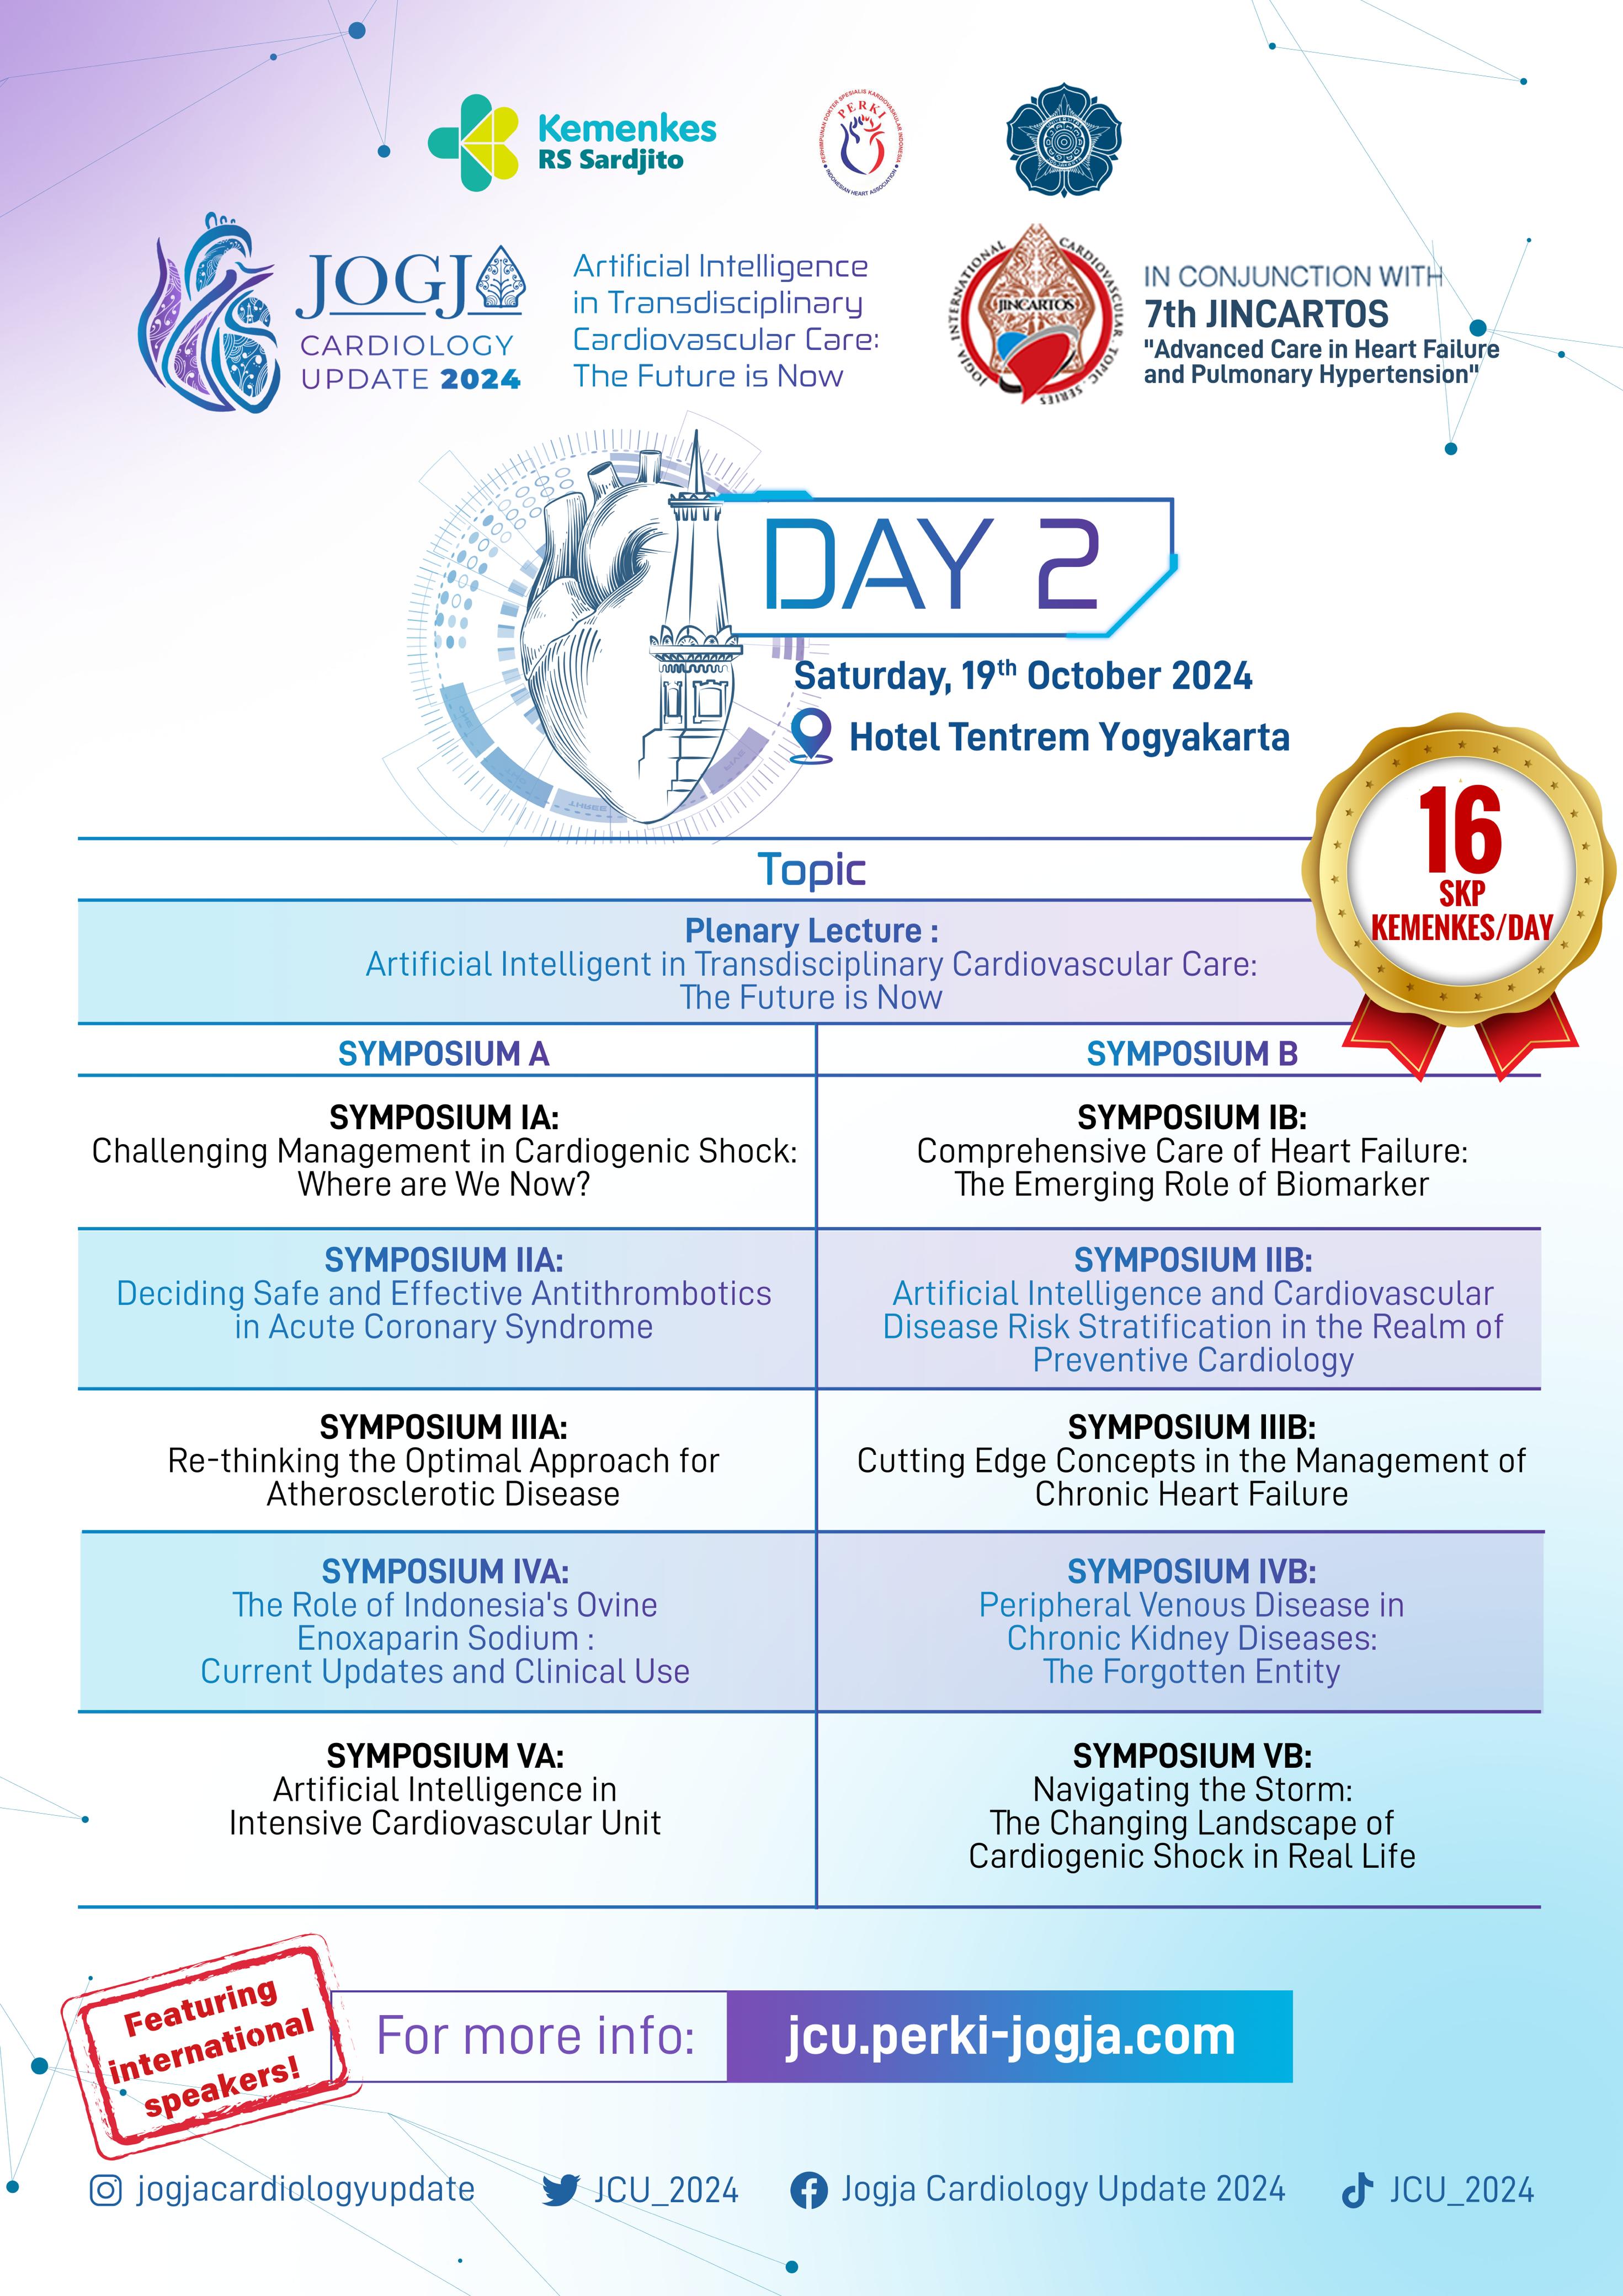 Kemenkes
RS Sardjito
PERHIMPUNAN DOKTER SPESIALIS KARDIOVASKULAR INDONESIA
PERKI
INDONESIAN HEART ASSOCIATION
JOGJA
CARDIOLOGY
UPDATE 2024
Artificial Intelligence
in Transdisciplinary
Cardiovascular Care:
The Future is Now
JOGJA INTERNATIONAL CARDIOVASCULAR TOPIC SERIES
JINCARTOS
IN CONJUNCTION WITH
7th JINCARTOS
"Advanced Care in Heart Failure
and Pulmonary Hypertension"
DAY 2
Saturday, 19th October 2024
Hotel Tentrem Yogyakarta
16
SKP
KEMENKES/DAY
Topic
Plenary Lecture :
Artificial Intelligent in Transdisciplinary Cardiovascular Care:
The Future is Now
SYMPOSIUM A
SYMPOSIUM B
SYMPOSIUM IA:
Challenging Management in Cardiogenic Shock:
Where are We Now?
SYMPOSIUM IB:
Comprehensive Care of Heart Failure:
The Emerging Role of Biomarker
SYMPOSIUM IIA:
Deciding Safe and Effective Antithrombotics
in Acute Coronary Syndrome
SYMPOSIUM IIB:
Artificial Intelligence and Cardiovascular
Disease Risk Stratification in the Realm of
Preventive Cardiology
SYMPOSIUM IIIA:
Re-thinking the Optimal Approach for
Atherosclerotic Disease
SYMPOSIUM IIIB:
Cutting Edge Concepts in the Management of
Chronic Heart Failure
SYMPOSIUM IVA:
The Role of Indonesia's Ovine
Enoxaparin Sodium :
Current Updates and Clinical Use
SYMPOSIUM IVB:
Peripheral Venous Disease in
Chronic Kidney Diseases:
The Forgotten Entity
SYMPOSIUM VA:
Artificial Intelligence in
Intensive Cardiovascular Unit
SYMPOSIUM VB:
Navigating the Storm:
The Changing Landscape of
Cardiogenic Shock in Real Life
Featuring
international
speakers!
For more info:
jcu.perki-jogja.com
jogjacardiologyupdate
JCU_2024
Jogja Cardiology Update 2024
JCU_2024